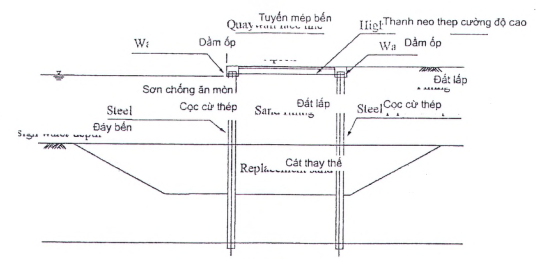 Tuyến mép bến
Thanh neo thep cường độ cao
Dầm ốp
Dầm ốp
Sơn chống ăn mòn
Đất lấp
Đất lấp
Steel Cọc cừ thép
Steel Cọc cừ thép
Đáy bến
Cát thay thế